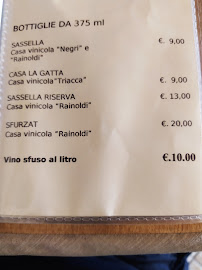 BOTTIGLIE DA 375 ml
SASSELLA €. 9,00
Casa vinicola "Negri" e
"Rainoldi"
CASA LA GATTA €. 9,00
Casa vinicola"Triacca"
SASSELLA RISERVA €. 13,00
Casa vinicola "Rainoldi"
SFURZAT €. 20,00
Casa vinicola "Rainoldi"
Vino sfuso al litro €.10.00